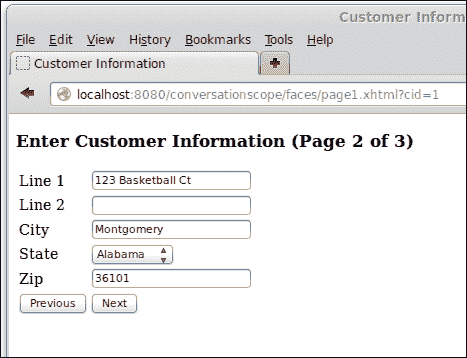 Customer Inform
File Edit View History Bookmarks Tools Help
Customer Information
localhost:8080/conversationscope/faces/page1.xhtml?cid=1
Enter Customer Information (Page 2 of 3)
Line 1 123 Basketball Ct
Line 2
City Montgomery
State Alabama
Zip 36101
Previous Next